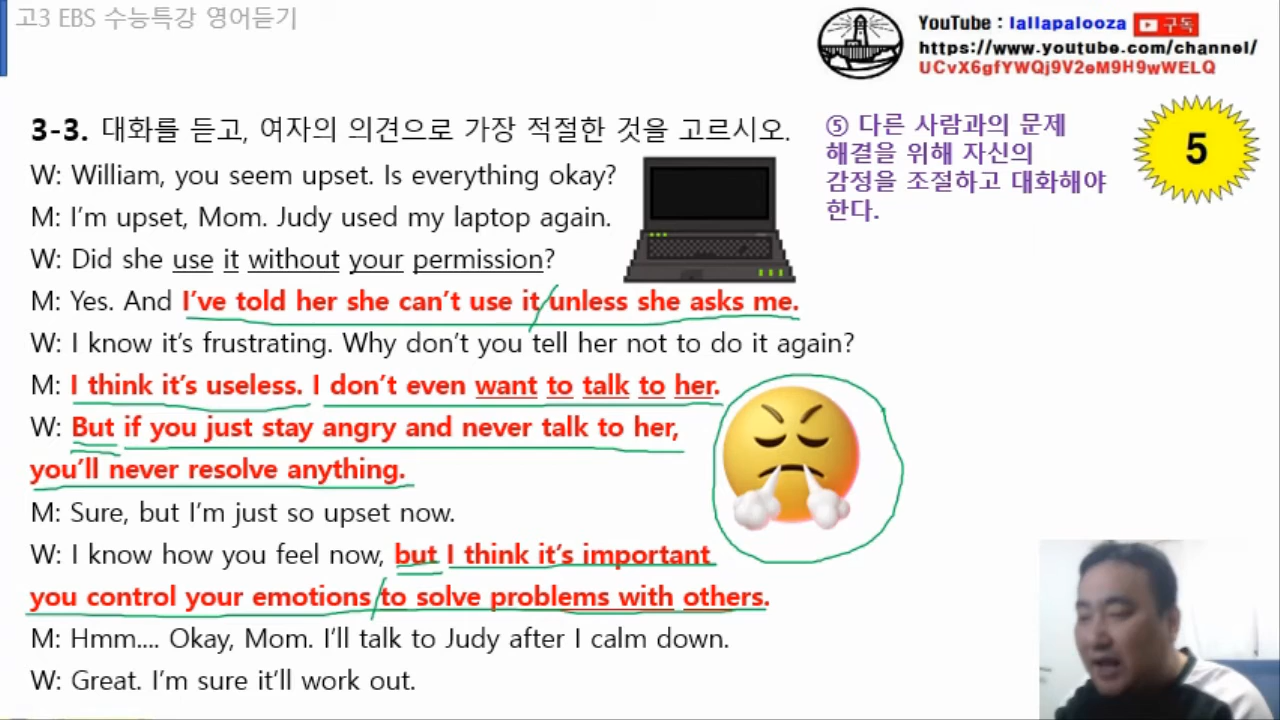 고3 EBS 수능특강 영어듣기
YouTube : lallapalooza 구독
https://www.youtube.com/channel/
UCvX6gfYWQj9V2eM9H9wWELQ
3-3. 대화를 듣고, 여자의 의견으로 가장 적절한 것을 고르시오.
⑤ 다른 사람과의 문제
해결을 위해 자신의
감정을 조절하고 대화해야
한다.
5
W: William, you seem upset. Is everything okay?
M: I'm upset, Mom. Judy used my laptop again.
W: Did she use it without your permission?
M: Yes. And I've told her she can't use it unless she asks me.
W: I know it's frustrating. Why don't you tell her not to do it again?
M: I think it's useless. I don't even want to talk to her.
W: But if you just stay angry and never talk to her,
you'll never resolve anything.
M: Sure, but I'm just so upset now.
W: I know how you feel now, but I think it's important
you control your emotions to solve problems with others.
M: Hmm.... Okay, Mom. I'll talk to Judy after I calm down.
W: Great. I'm sure it'll work out.